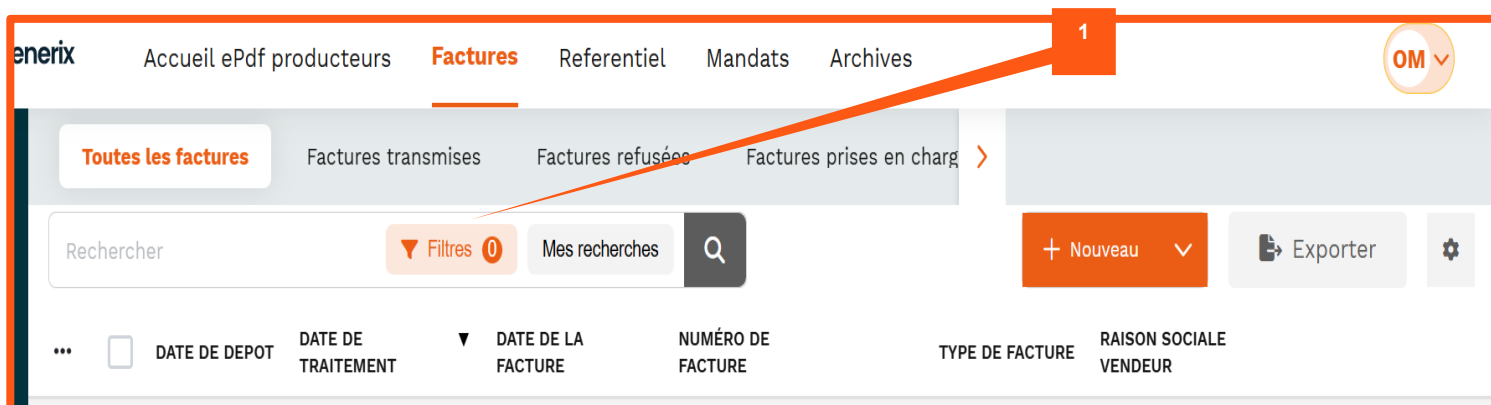 enerix Accueil ePdf producteurs Factures Referentiel Mandats Archives 1 OM
Toutes les factures Factures transmises Factures refusées Factures prises en charg
Rechercher Filtres 0 Mes recherches + Nouveau Exporter
... DATE DE DEPOT DATE DE TRAITEMENT ▼ DATE DE LA FACTURE NUMÉRO DE FACTURE TYPE DE FACTURE RAISON SOCIALE VENDEUR